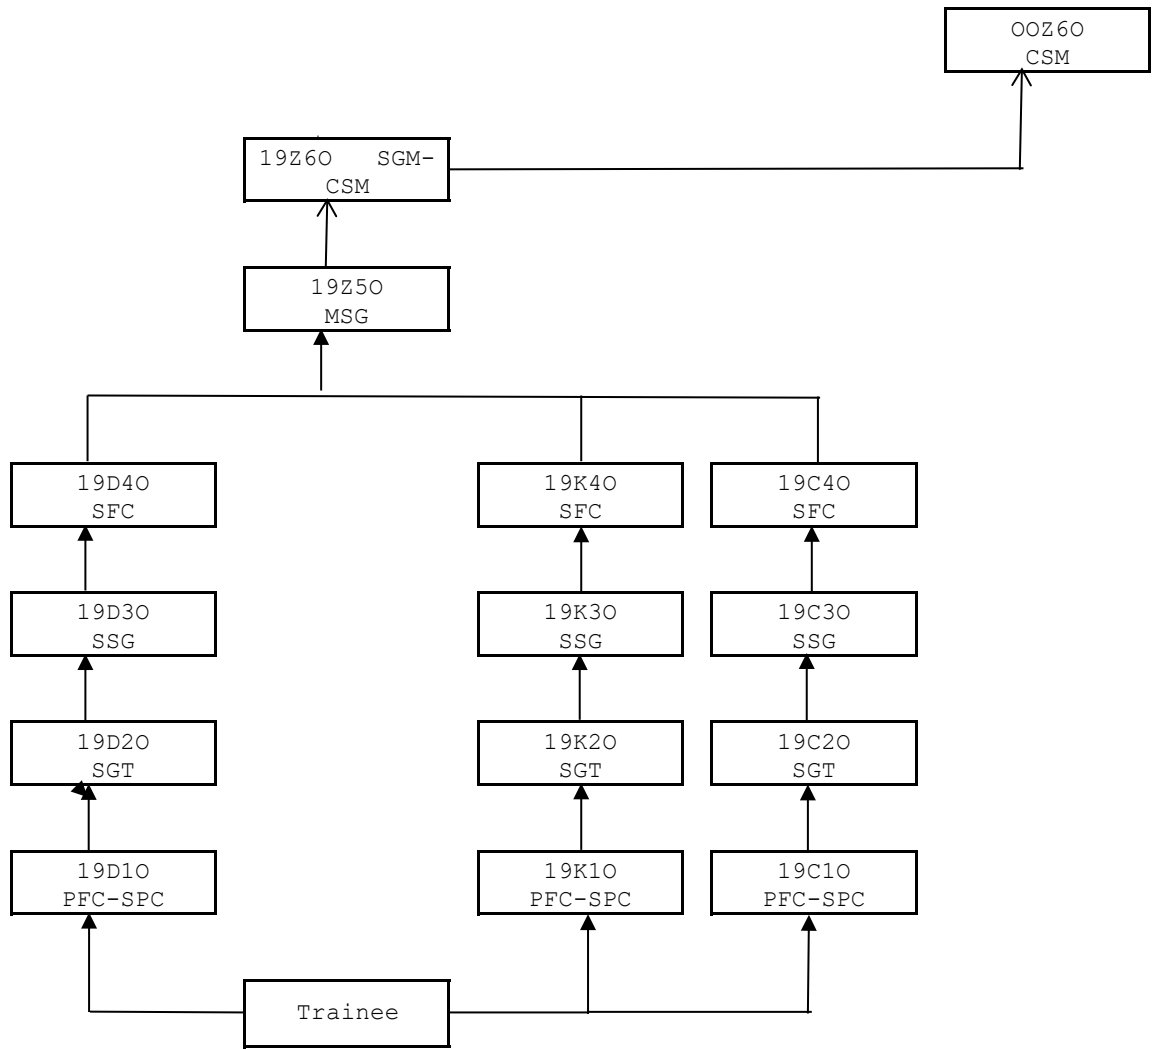 OOZ6O
CSM
19Z6O SGM-
CSM
19Z5O
MSG
19D4O
SFC
19K4O
SFC
19C4O
SFC
19D3O
SSG
19K3O
SSG
19C3O
SSG
19D2O
SGT
19K2O
SGT
19C2O
SGT
19D1O
PFC-SPC
19K1O
PFC-SPC
19C1O
PFC-SPC
Trainee